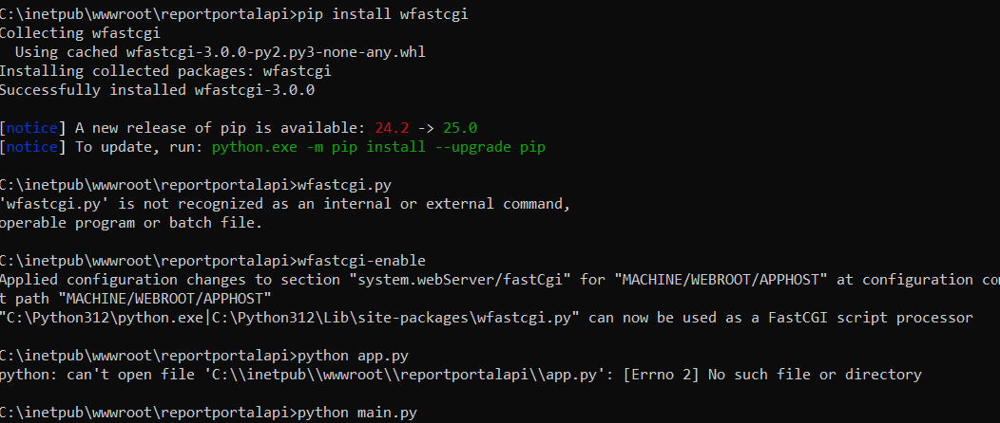 C:\inetpub\wwwroot\reportportalapi>pip install wfastcgi
Collecting wfastcgi
  Using cached wfastcgi-3.0.0-py2.py3-none-any.whl
Installing collected packages: wfastcgi
Successfully installed wfastcgi-3.0.0
[notice] A new release of pip is available: 24.2 -> 25.0
[notice] To update, run: python.exe -m pip install --upgrade pip
C:\inetpub\wwwroot\reportportalapi>wfastcgi.py
'wfastcgi.py' is not recognized as an internal or external command,
operable program or batch file.
C:\inetpub\wwwroot\reportportalapi>wfastcgi-enable
Applied configuration changes to section "system.webServer/fastCgi" for "MACHINE/WEBROOT/APPHOST" at configuration com
t path "MACHINE/WEBROOT/APPHOST"
"C:\Python312\python.exe|C:\Python312\Lib\site-packages\wfastcgi.py" can now be used as a FastCGI script processor
C:\inetpub\wwwroot\reportportalapi>python app.py
python: can't open file 'C:\\inetpub\\wwwroot\\reportportalapi\\app.py': [Errno 2] No such file or directory
C:\inetpub\wwwroot\reportportalapi>python main.py